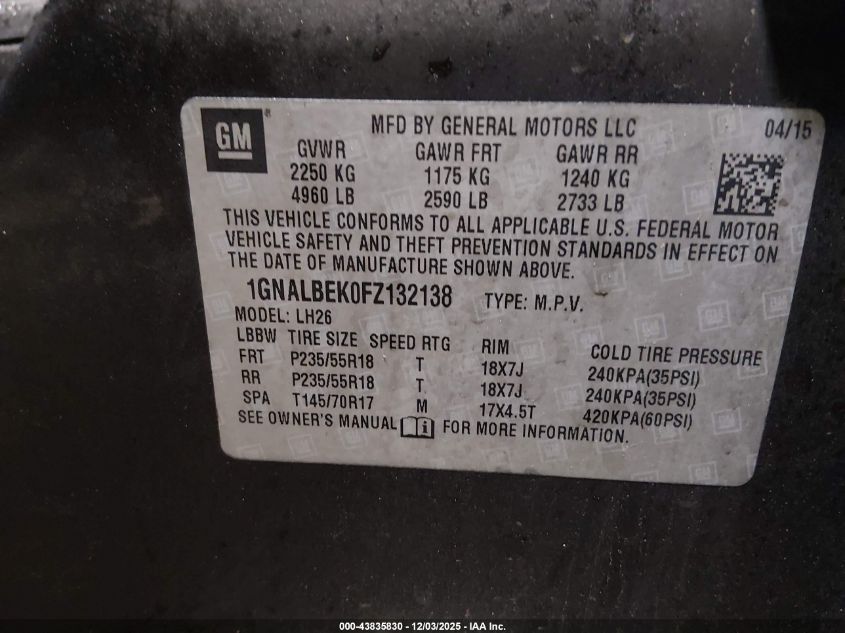 GM ® MFD BY GENERAL MOTORS LLC 04/15
GVWR GAWR FRT GAWR RR
2250 KG 1175 KG 1240 KG
4960 LB 2590 LB 2733 LB
THIS VEHICLE CONFORMS TO ALL APPLICABLE U.S. FEDERAL MOTOR
VEHICLE SAFETY AND THEFT PREVENTION STANDARDS IN EFFECT ON
THE DATE OF MANUFACTURE SHOWN ABOVE.
1GNALBEK0FZ132138 TYPE: M.P.V.
MODEL: LH26
LBBW TIRE SIZE SPEED RTG RIM COLD TIRE PRESSURE
FRT P235/55R18 T 18X7J 240KPA(35PSI)
RR P235/55R18 T 18X7J 240KPA(35PSI)
SPA T145/70R17 M 17X4.5T 420KPA(60PSI)
SEE OWNER'S MANUAL FOR MORE INFORMATION.
000-43835830 - 12/03/2025 - IAA Inc.